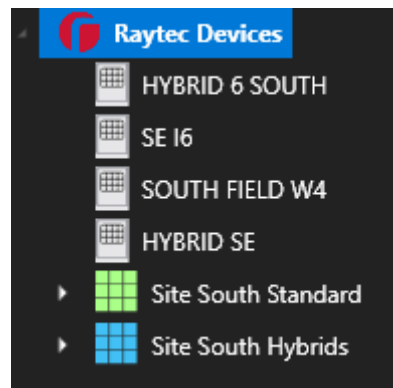 Raytec Devices
HYBRID 6 SOUTH
SE I6
SOUTH FIELD W4
HYBRID SE
Site South Standard
Site South Hybrids